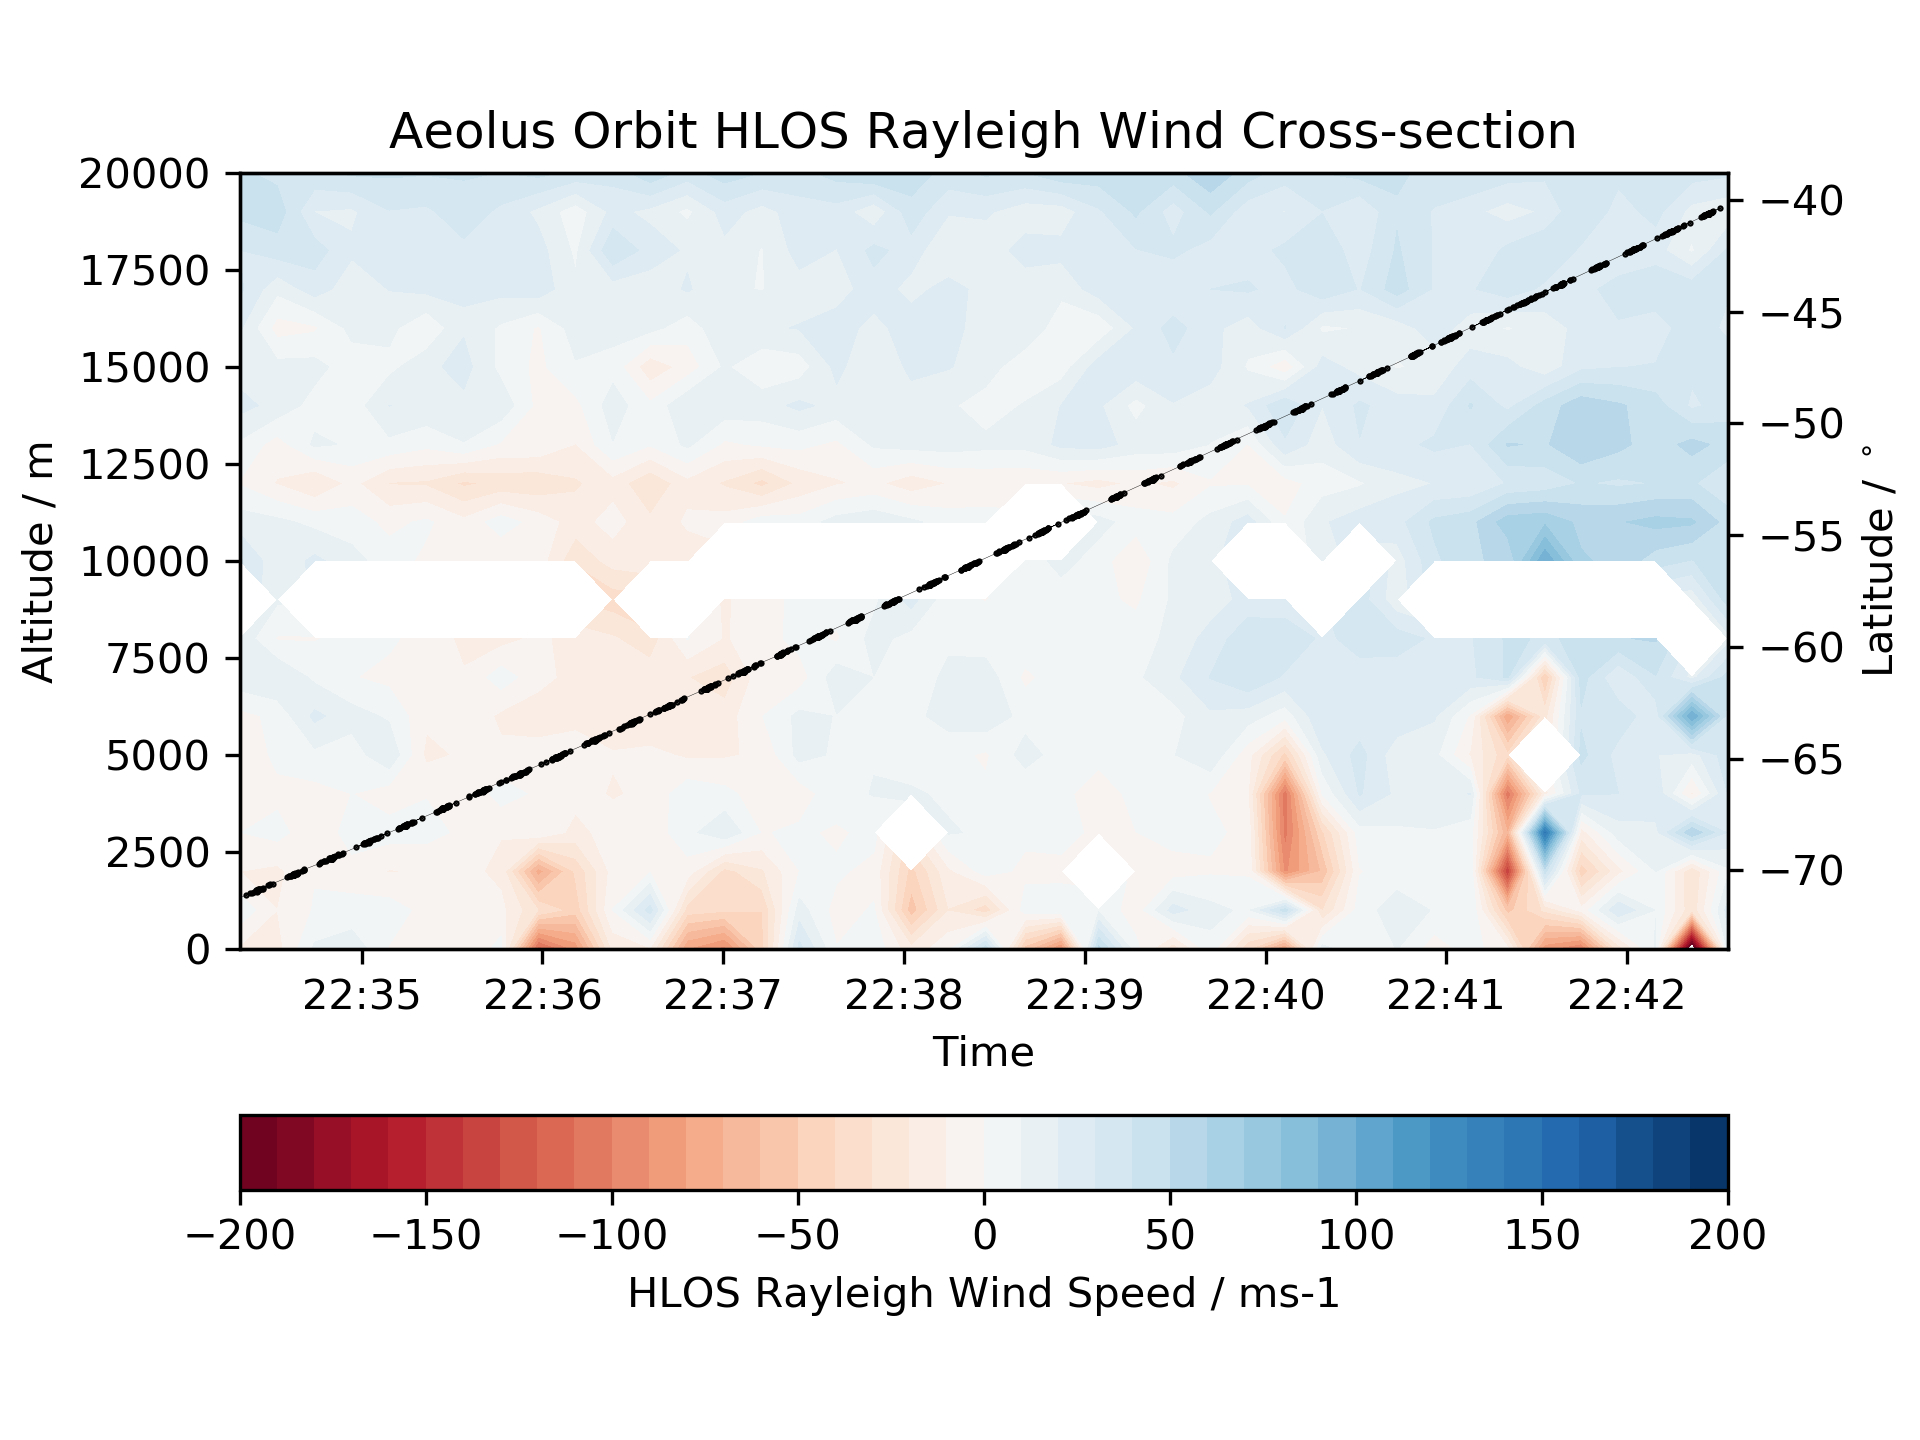 Aeolus Orbit HLOS Rayleigh Wind Cross-section
20000
17500
15000
12500
10000
7500
5000
2500
0
Altitude / m
−40
−45
−50
−55
−60
−65
−70
Latitude / °
22:35 22:36 22:37 22:38 22:39 22:40 22:41 22:42
Time
−200 −150 −100 −50 0 50 100 150 200
HLOS Rayleigh Wind Speed / ms-1